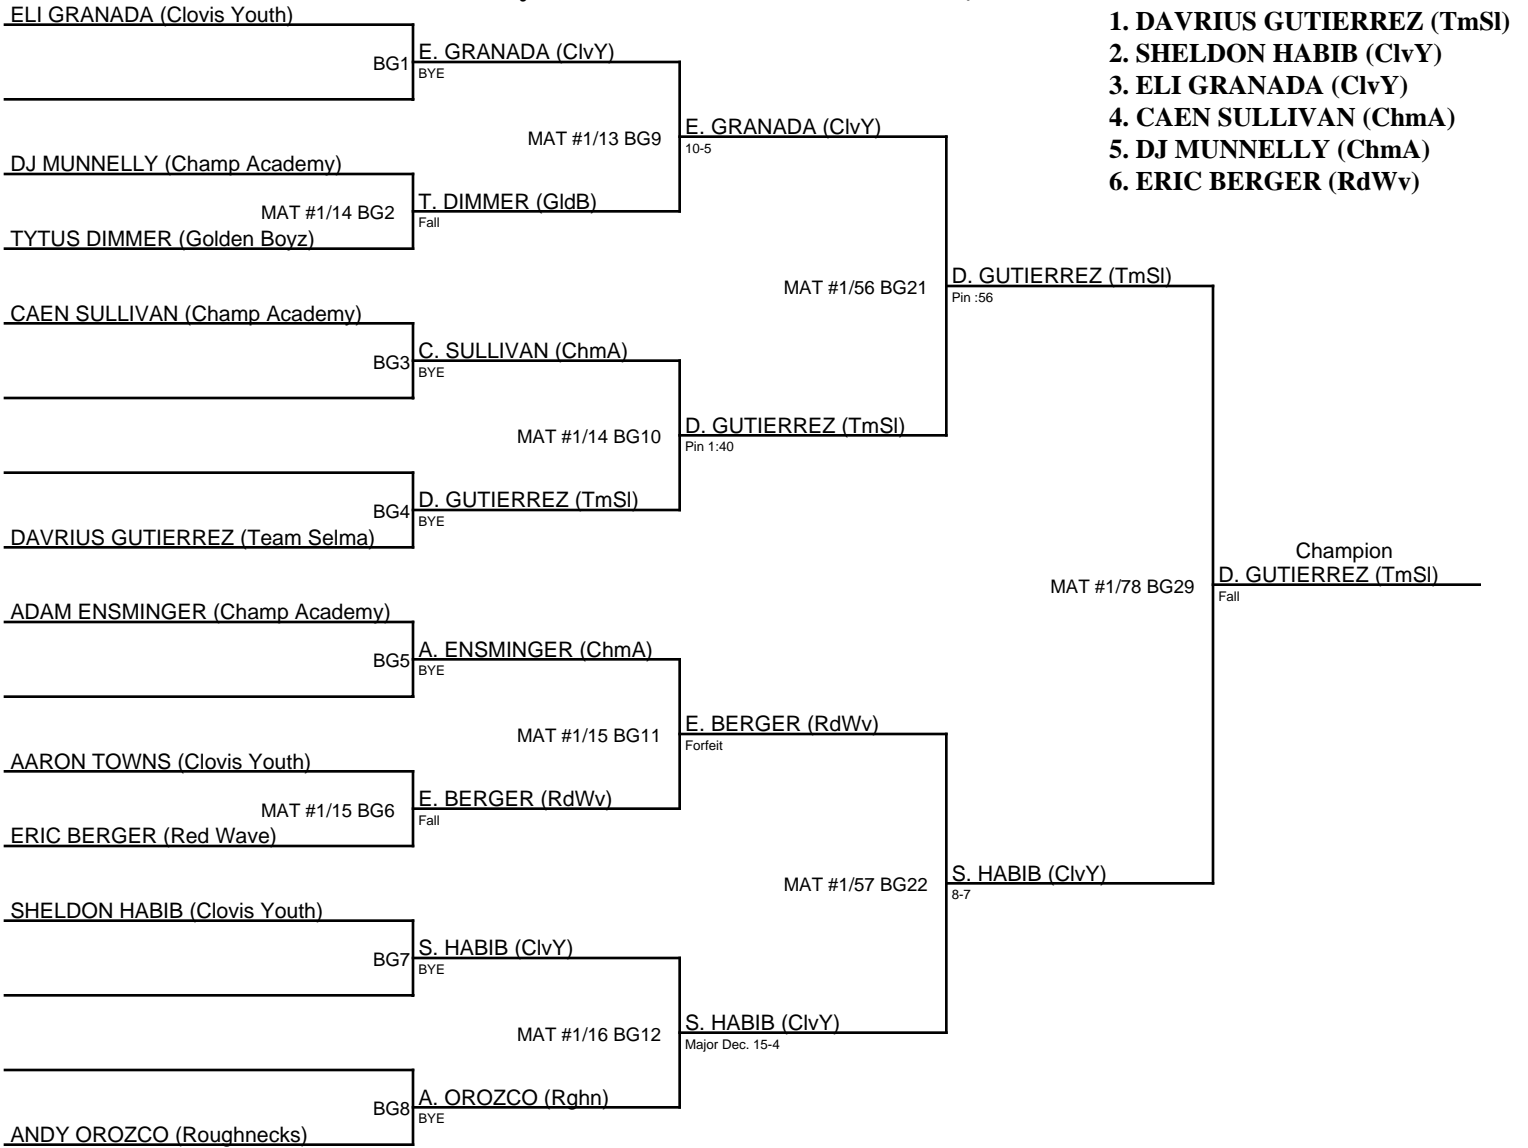 ELI GRANADA (Clovis Youth)
BG1
E. GRANADA (ClvY)
BYE
MAT #1/13 BG9
E. GRANADA (ClvY)
10-5
DJ MUNNELLY (Champ Academy)
MAT #1/14 BG2
T. DIMMER (GldB)
Fall
TYTUS DIMMER (Golden Boyz)
MAT #1/56 BG21
D. GUTIERREZ (TmSl)
Pin :56
CAEN SULLIVAN (Champ Academy)
BG3
C. SULLIVAN (ChmA)
BYE
MAT #1/14 BG10
D. GUTIERREZ (TmSl)
Pin 1:40
BG4
D. GUTIERREZ (TmSl)
BYE
DAVRIUS GUTIERREZ (Team Selma)
MAT #1/78 BG29
Champion
D. GUTIERREZ (TmSl)
Fall
ADAM ENSMINGER (Champ Academy)
BG5
A. ENSMINGER (ChmA)
BYE
MAT #1/15 BG11
E. BERGER (RdWv)
Forfeit
AARON TOWNS (Clovis Youth)
MAT #1/15 BG6
E. BERGER (RdWv)
Fall
ERIC BERGER (Red Wave)
MAT #1/57 BG22
S. HABIB (ClvY)
8-7
SHELDON HABIB (Clovis Youth)
BG7
S. HABIB (ClvY)
BYE
MAT #1/16 BG12
S. HABIB (ClvY)
Major Dec. 15-4
BG8
A. OROZCO (Rghn)
BYE
ANDY OROZCO (Roughnecks)
1. DAVRIUS GUTIERREZ (TmSl)
2. SHELDON HABIB (ClvY)
3. ELI GRANADA (ClvY)
4. CAEN SULLIVAN (ChmA)
5. DJ MUNNELLY (ChmA)
6. ERIC BERGER (RdWv)